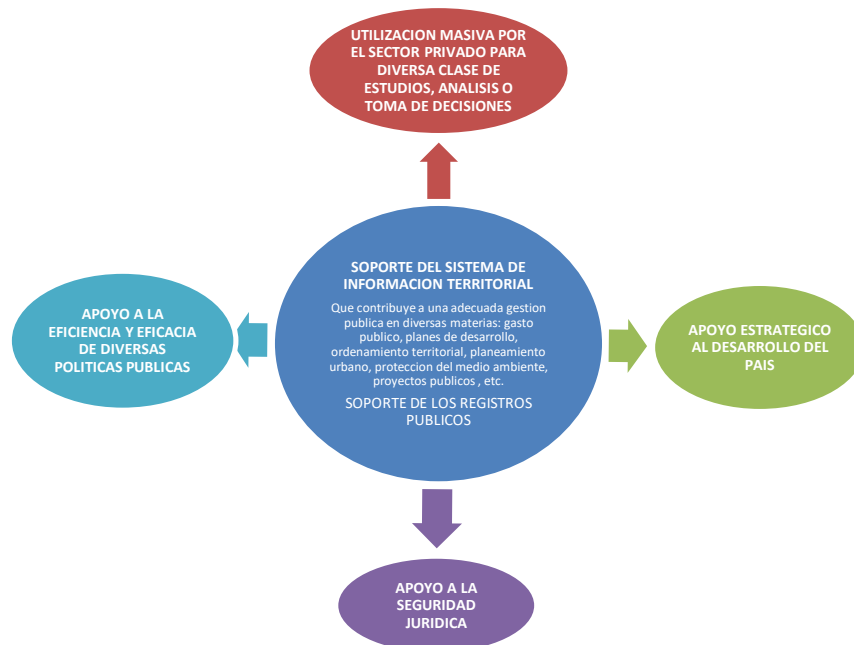 UTILIZACION MASIVA POR
EL SECTOR PRIVADO PARA
DIVERSA CLASE DE
ESTUDIOS, ANALISIS O
TOMA DE DECISIONES
SOPORTE DEL SISTEMA DE
INFORMACION TERRITORIAL
Que contribuye a una adecuada gestion
publica en diversas materias: gasto
publico, planes de desarrollo,
ordenamiento territorial, planeamiento
urbano, proteccion del medio ambiente,
proyectos publicos , etc.
SOPORTE DE LOS REGISTROS
PUBLICOS
APOYO A LA
EFICIENCIA Y EFICACIA
DE DIVERSAS
POLITICAS PUBLICAS
APOYO ESTRATEGICO
AL DESARROLLO DEL
PAIS
APOYO A LA
SEGURIDAD
JURIDICA